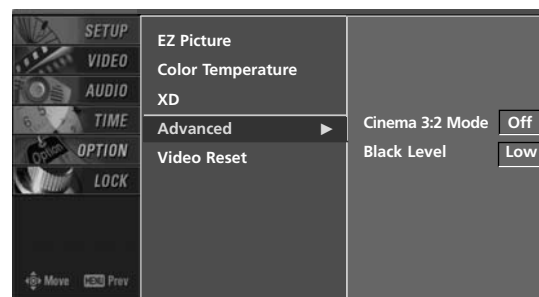 SETUP
VIDEO
AUDIO
TIME
OPTION
LOCK
Move MENU Prev
EZ Picture
Color Temperature
XD
Advanced ▶
Video Reset
Cinema 3:2 Mode Off
Black Level Low